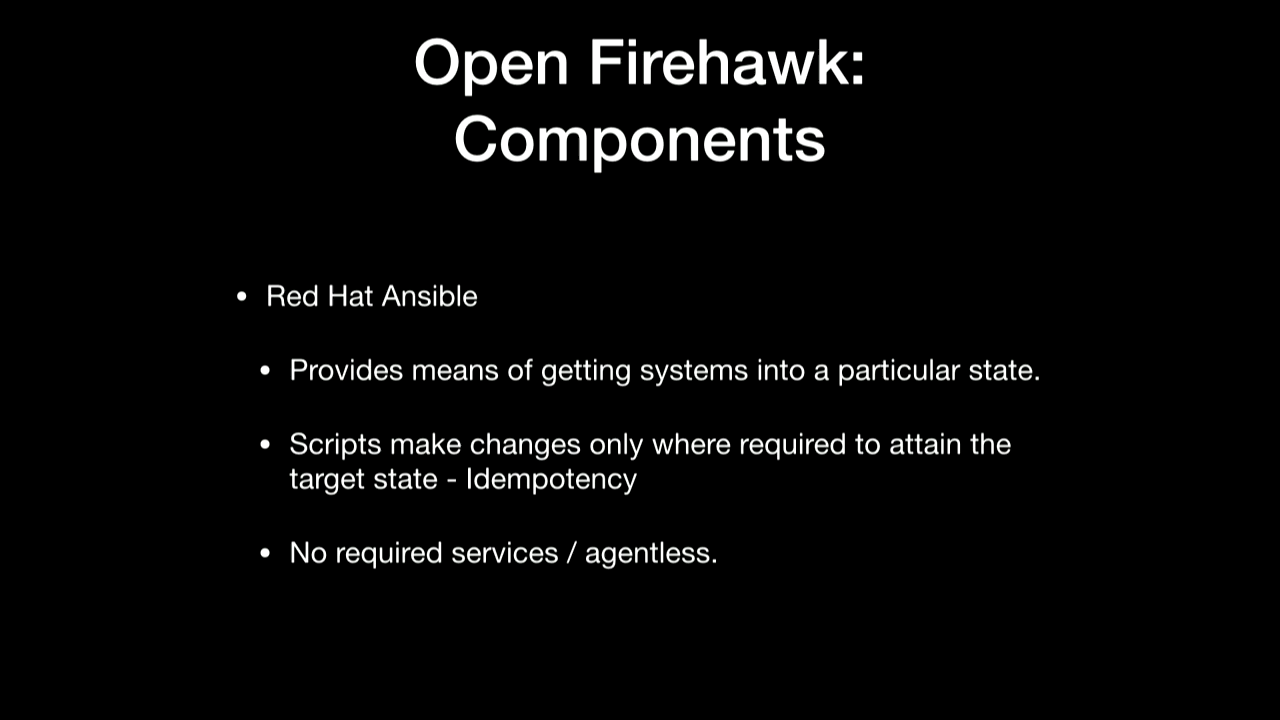 Open Firehawk:
Components
• Red Hat Ansible
• Provides means of getting systems into a particular state.
• Scripts make changes only where required to attain the
target state - Idempotency
• No required services / agentless.